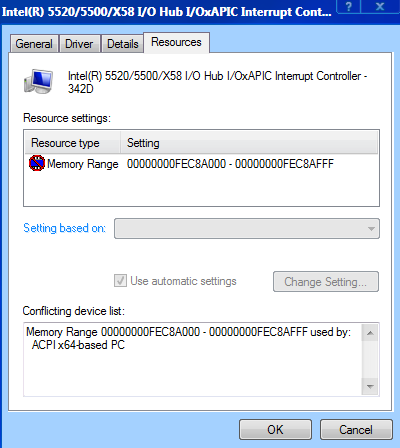 Intel(R) 5520/5500/X58 I/O Hub I/OxAPIC Interrupt Cont...
General
Driver
Details
Resources
Intel(R) 5520/5500/X58 I/O Hub I/OxAPIC Interrupt Controller -
342D
Resource settings:
Resource type Setting
Memory Range 00000000FEC8A000 - 00000000FEC8AFFF
Setting based on:
Use automatic settings
Change Setting...
Conflicting device list:
Memory Range 00000000FEC8A000 - 00000000FEC8AFFF used by:
ACPI x64-based PC
OK
Cancel